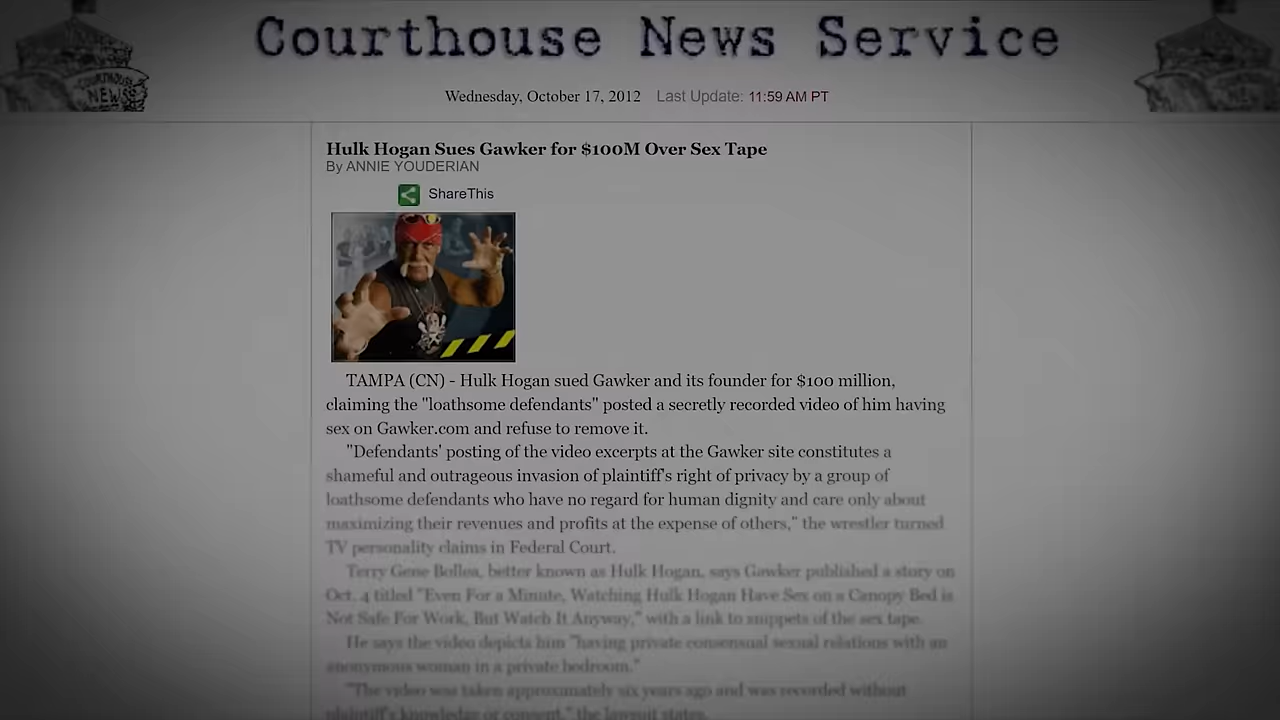 Courthouse News Service
COURTHOUSE
NEWS
Wednesday, October 17, 2012 Last Update: 11:59 AM PT
Hulk Hogan Sues Gawker for $100M Over Sex Tape
By ANNIE YOUDERIAN
ShareThis
TAMPA (CN) - Hulk Hogan sued Gawker and its founder for $100 million,
claiming the "loathsome defendants" posted a secretly recorded video of him having
sex on Gawker.com and refuse to remove it.
"Defendants' posting of the video excerpts at the Gawker site constitutes a
shameful and outrageous invasion of plaintiff's right of privacy by a group of
loathsome defendants who have no regard for human dignity and care only about
maximizing their revenues and profits at the expense of others," the wrestler turned
TV personality claims in Federal Court.
Terry Gene Bollea, better known as Hulk Hogan, says Gawker published a story on
Oct. 4 titled "Even For a Minute, Watching Hulk Hogan Have Sex on a Canopy Bed is
Not Safe For Work, But Watch It Anyway," with a link to snippets of the sex tape.
He says the video depicts him "having private consensual sexual relations with an
anonymous woman in a private bedroom."
"The video was taken approximately six years ago and was recorded without
plaintiff's knowledge or consent," the lawsuit states.